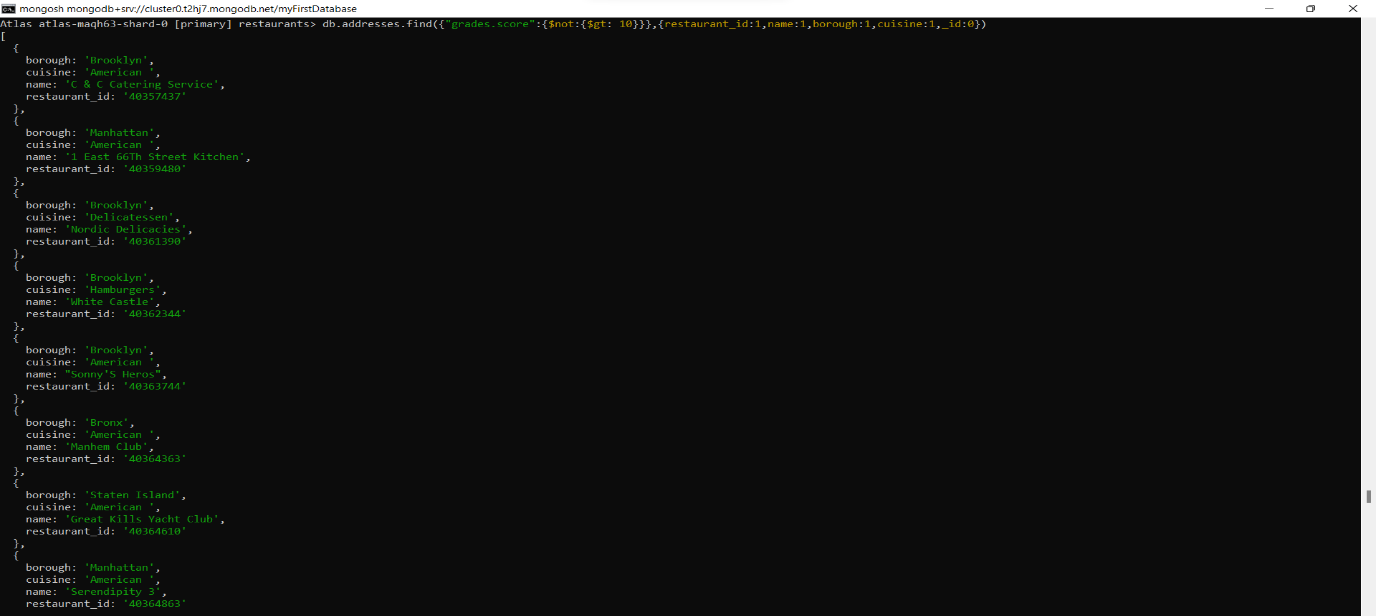 mongosh mongodb+srv://cluster0.t2hj7.mongodb.net/myFirstDatabase
Atlas atlas-maqh63-shard-0 [primary] restaurants> db.addresses.find({"grades.score":{$not:{$gt: 10}}},{restaurant_id:1,name:1,borough:1,cuisine:1,_id:0})
[
  {
    borough: 'Brooklyn',
    cuisine: 'American ',
    name: 'C & C Catering Service',
    restaurant_id: '40357437'
  },
  {
    borough: 'Manhattan',
    cuisine: 'American ',
    name: '1 East 66Th Street Kitchen',
    restaurant_id: '40359480'
  },
  {
    borough: 'Brooklyn',
    cuisine: 'Delicatessen',
    name: 'Nordic Delicacies',
    restaurant_id: '40361390'
  },
  {
    borough: 'Brooklyn',
    cuisine: 'Hamburgers',
    name: 'White Castle',
    restaurant_id: '40362344'
  },
  {
    borough: 'Brooklyn',
    cuisine: 'American ',
    name: "Sonny'S Heros",
    restaurant_id: '40363744'
  },
  {
    borough: 'Bronx',
    cuisine: 'American ',
    name: 'Manhem Club',
    restaurant_id: '40364363'
  },
  {
    borough: 'Staten Island',
    cuisine: 'American ',
    name: 'Great Kills Yacht Club',
    restaurant_id: '40364610'
  },
  {
    borough: 'Manhattan',
    cuisine: 'American ',
    name: 'Serendipity 3',
    restaurant_id: '40364863'